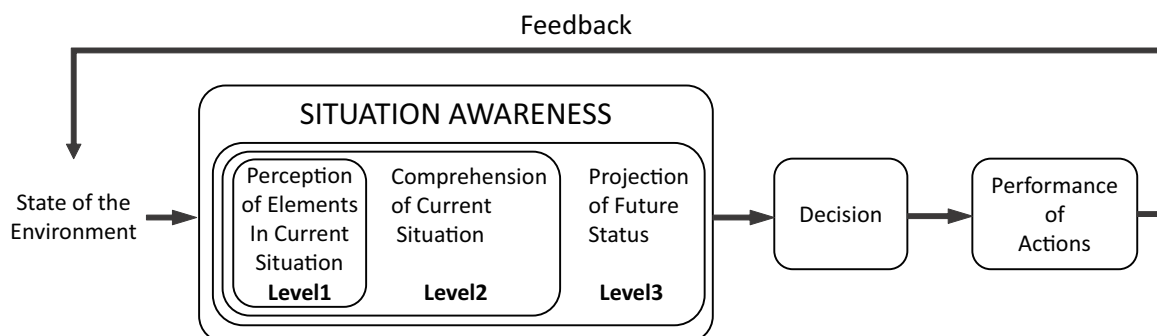 Feedback
SITUATION AWARENESS
State of the
Environment
Perception
of Elements
In Current
Situation
Level1
Comprehension
of Current
Situation
Level2
Projection
of Future
Status
Level3
Decision
Performance
of
Actions